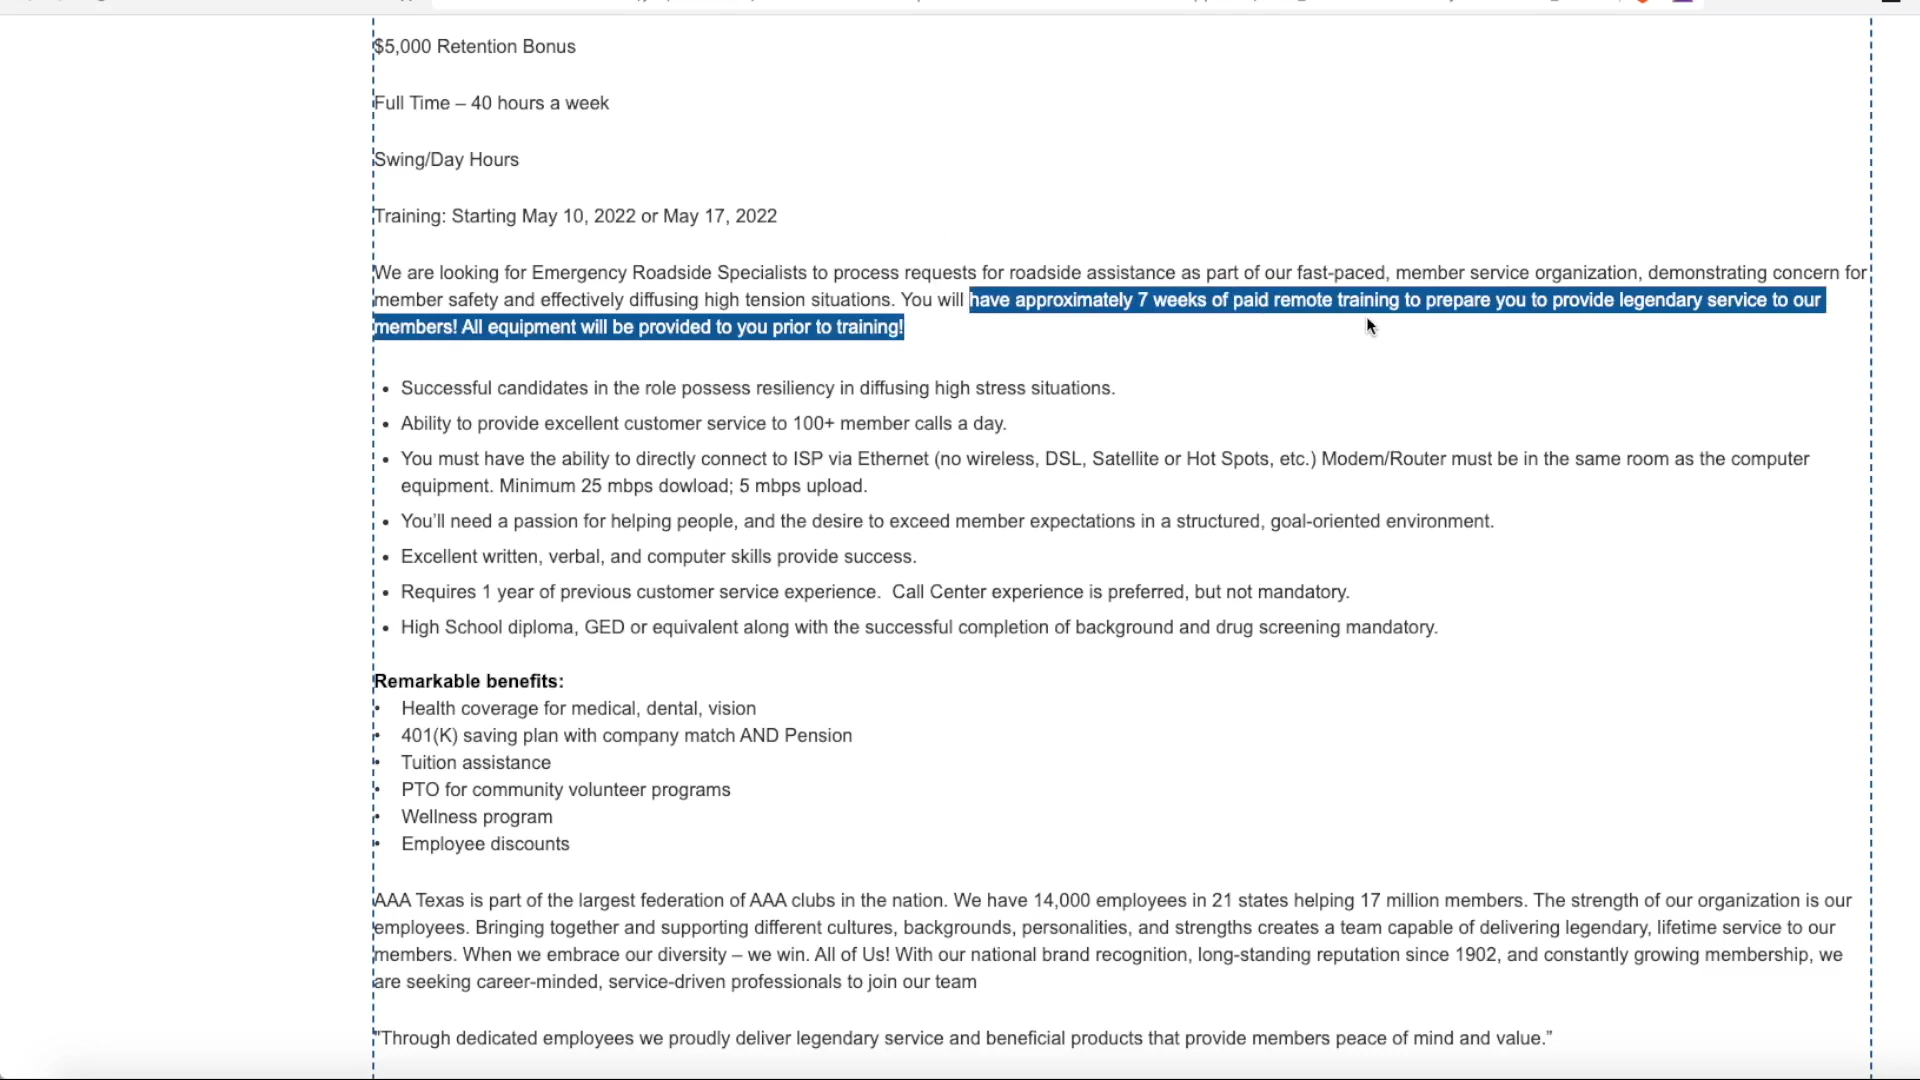 $5,000 Retention Bonus
Full Time – 40 hours a week
Swing/Day Hours
Training: Starting May 10, 2022 or May 17, 2022
We are looking for Emergency Roadside Specialists to process requests for roadside assistance as part of our fast-paced, member service organization, demonstrating concern for
member safety and effectively diffusing high tension situations. You will have approximately 7 weeks of paid remote training to prepare you to provide legendary service to our
members! All equipment will be provided to you prior to training!
• Successful candidates in the role possess resiliency in diffusing high stress situations.
• Ability to provide excellent customer service to 100+ member calls a day.
• You must have the ability to directly connect to ISP via Ethernet (no wireless, DSL, Satellite or Hot Spots, etc.) Modem/Router must be in the same room as the computer
equipment. Minimum 25 mbps dowload; 5 mbps upload.
• You’ll need a passion for helping people, and the desire to exceed member expectations in a structured, goal-oriented environment.
• Excellent written, verbal, and computer skills provide success.
• Requires 1 year of previous customer service experience.  Call Center experience is preferred, but not mandatory.
• High School diploma, GED or equivalent along with the successful completion of background and drug screening mandatory.
Remarkable benefits:
• Health coverage for medical, dental, vision
• 401(K) saving plan with company match AND Pension
• Tuition assistance
• PTO for community volunteer programs
• Wellness program
• Employee discounts
AAA Texas is part of the largest federation of AAA clubs in the nation. We have 14,000 employees in 21 states helping 17 million members. The strength of our organization is our
employees. Bringing together and supporting different cultures, backgrounds, personalities, and strengths creates a team capable of delivering legendary, lifetime service to our
members. When we embrace our diversity – we win. All of Us! With our national brand recognition, long-standing reputation since 1902, and constantly growing membership, we
are seeking career-minded, service-driven professionals to join our team
"Through dedicated employees we proudly deliver legendary service and beneficial products that provide members peace of mind and value.”